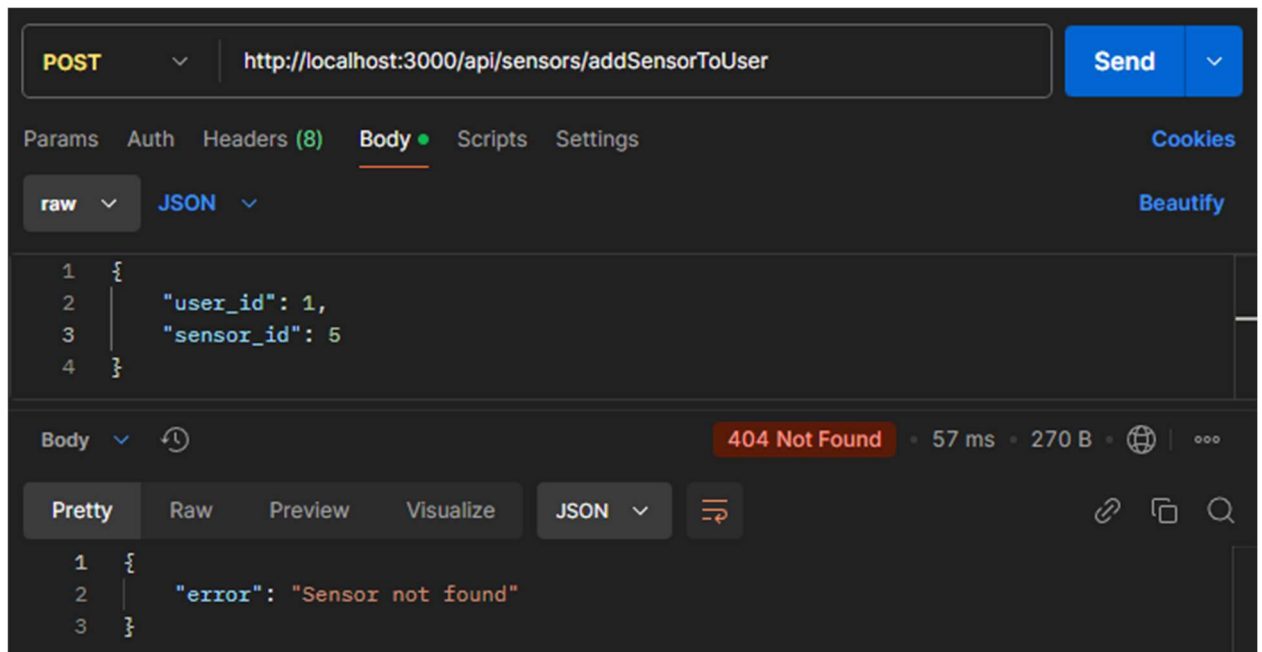 POST http://localhost:3000/api/sensors/addSensorToUser Send
Params Auth Headers (8) Body Scripts Settings Cookies
raw JSON Beautify
1 {
2 "user_id": 1,
3 "sensor_id": 5
4 }
Body 404 Not Found • 57 ms • 270 B •
Pretty Raw Preview Visualize JSON
1 {
2 "error": "Sensor not found"
3 }